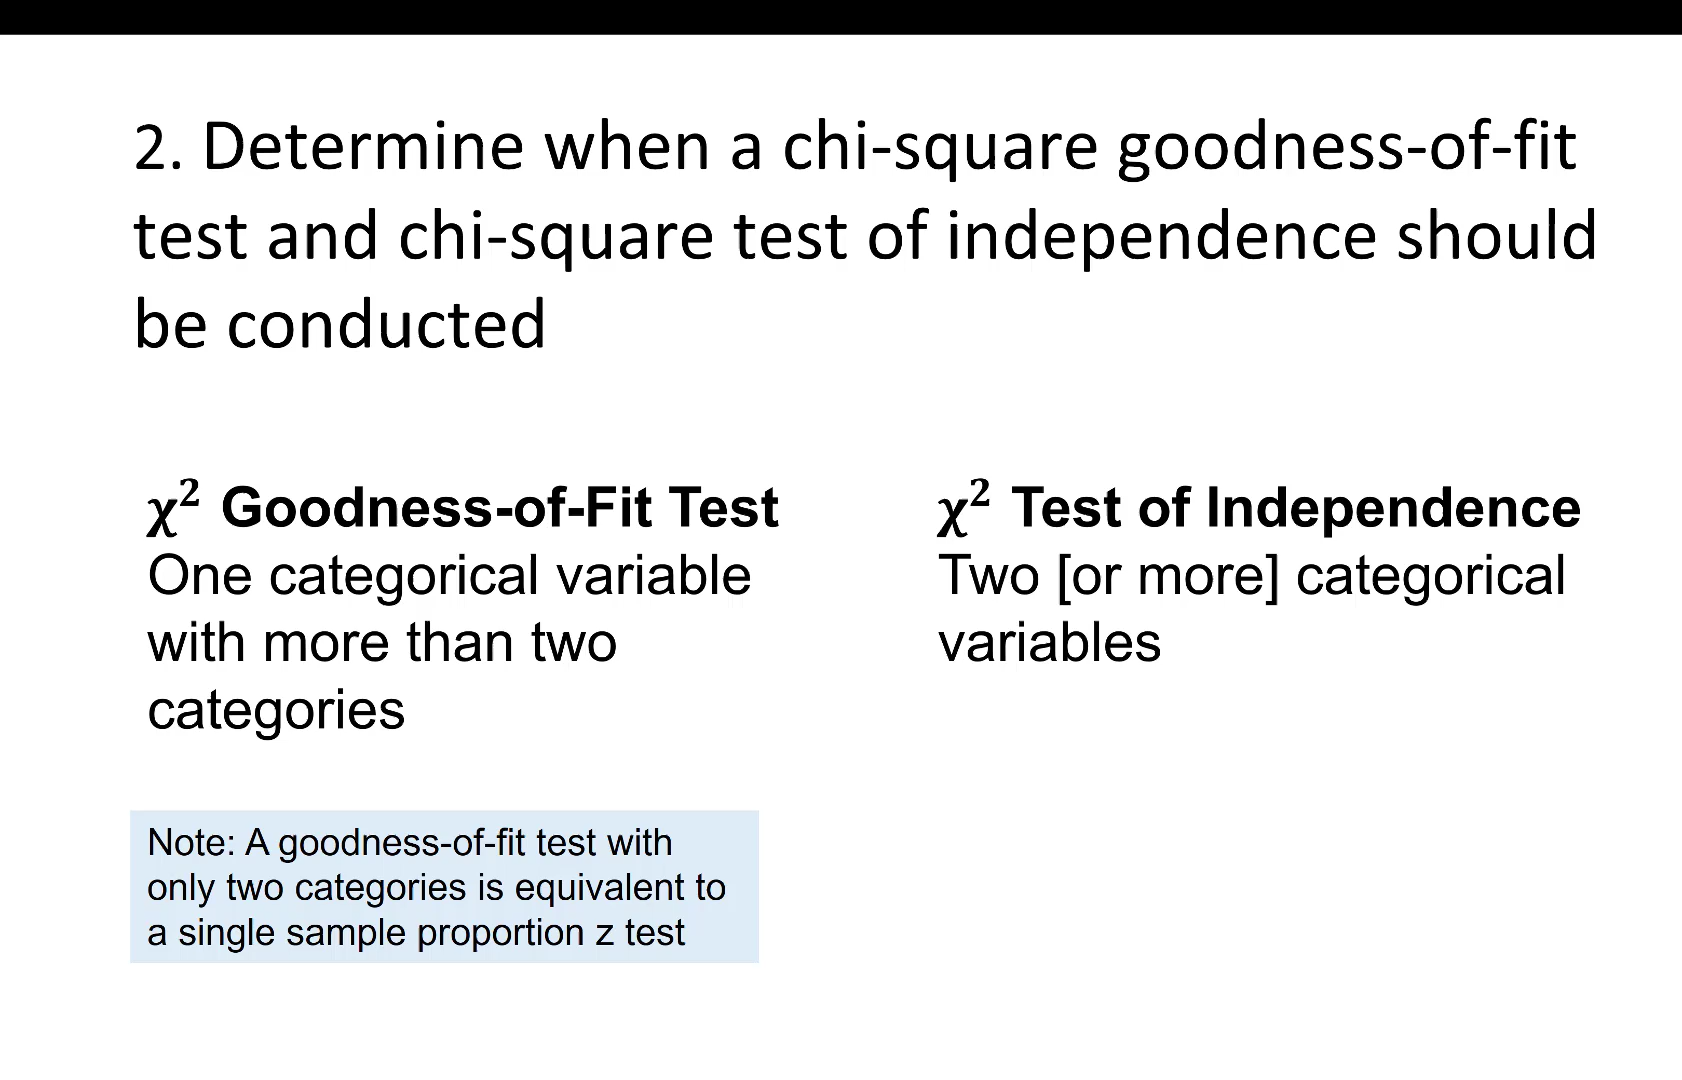 2. Determine when a chi-square goodness-of-fit
test and chi-square test of independence should
be conducted
χ² Goodness-of-Fit Test
One categorical variable
with more than two
categories
Note: A goodness-of-fit test with
only two categories is equivalent to
a single sample proportion z test
χ² Test of Independence
Two [or more] categorical
variables